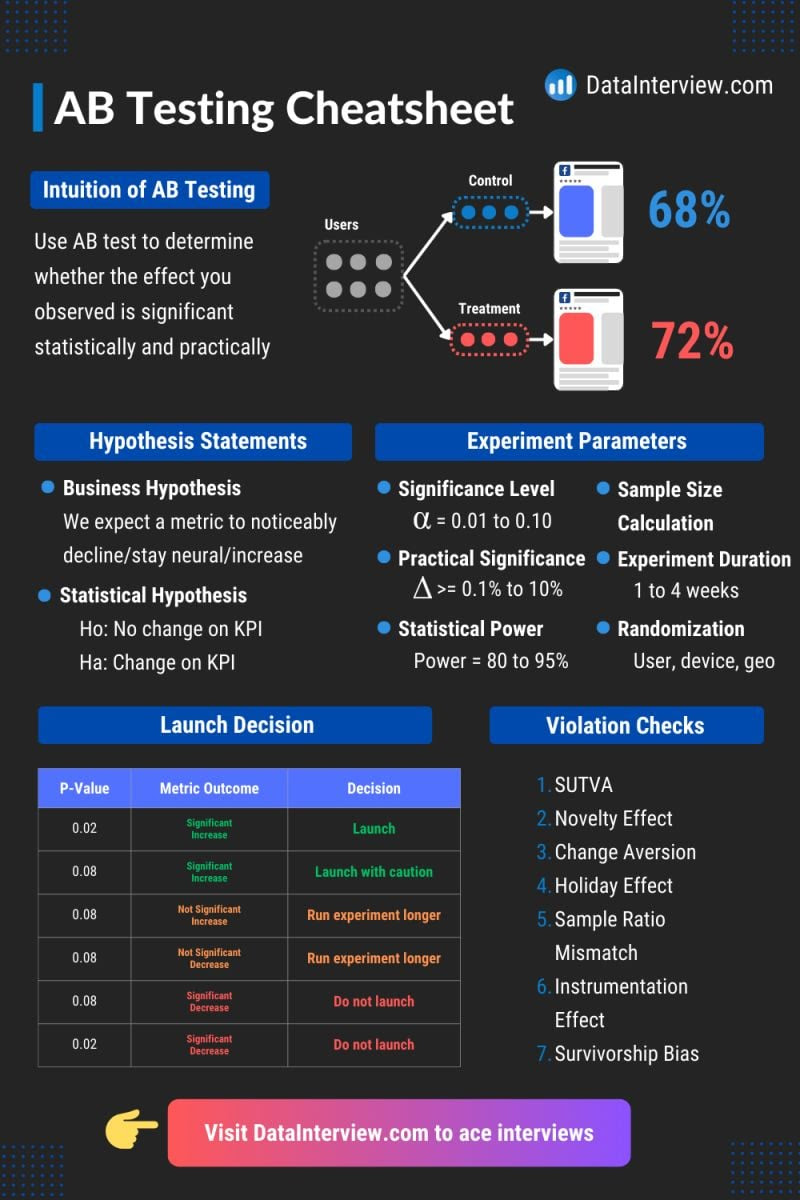 DataInterview.com
AB Testing Cheatsheet
Intuition of AB Testing
Use AB test to determine
whether the effect you
observed is significant
statistically and practically
Users
Control
68%
Treatment
72%
Hypothesis Statements
Business Hypothesis
We expect a metric to noticeably
decline/stay neural/increase
Statistical Hypothesis
Ho: No change on KPI
Ha: Change on KPI
Experiment Parameters
Significance Level
α = 0.01 to 0.10
Practical Significance
Δ >= 0.1% to 10%
Statistical Power
Power = 80 to 95%
Sample Size
Calculation
Experiment Duration
1 to 4 weeks
Randomization
User, device, geo
Launch Decision
P-Value Metric Outcome Decision
0.02 Significant Increase Launch
0.08 Significant Increase Launch with caution
0.08 Not Significant Increase Run experiment longer
0.08 Not Significant Decrease Run experiment longer
0.08 Significant Decrease Do not launch
0.02 Significant Decrease Do not launch
Violation Checks
1. SUTVA
2. Novelty Effect
3. Change Aversion
4. Holiday Effect
5. Sample Ratio
Mismatch
6. Instrumentation
Effect
7. Survivorship Bias
Visit DataInterview.com to ace interviews